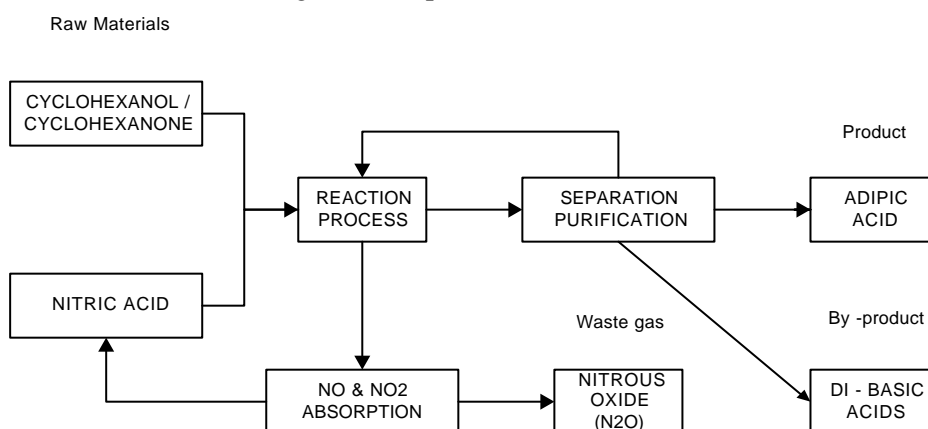 Raw Materials
CYCLOHEXANOL /
CYCLOHEXANONE
Product
REACTION
PROCESS
SEPARATION
PURIFICATION
ADIPIC
ACID
NITRIC ACID
Waste gas
By -product
NO & NO2
ABSORPTION
NITROUS
OXIDE
(N2O)
DI - BASIC
ACIDS